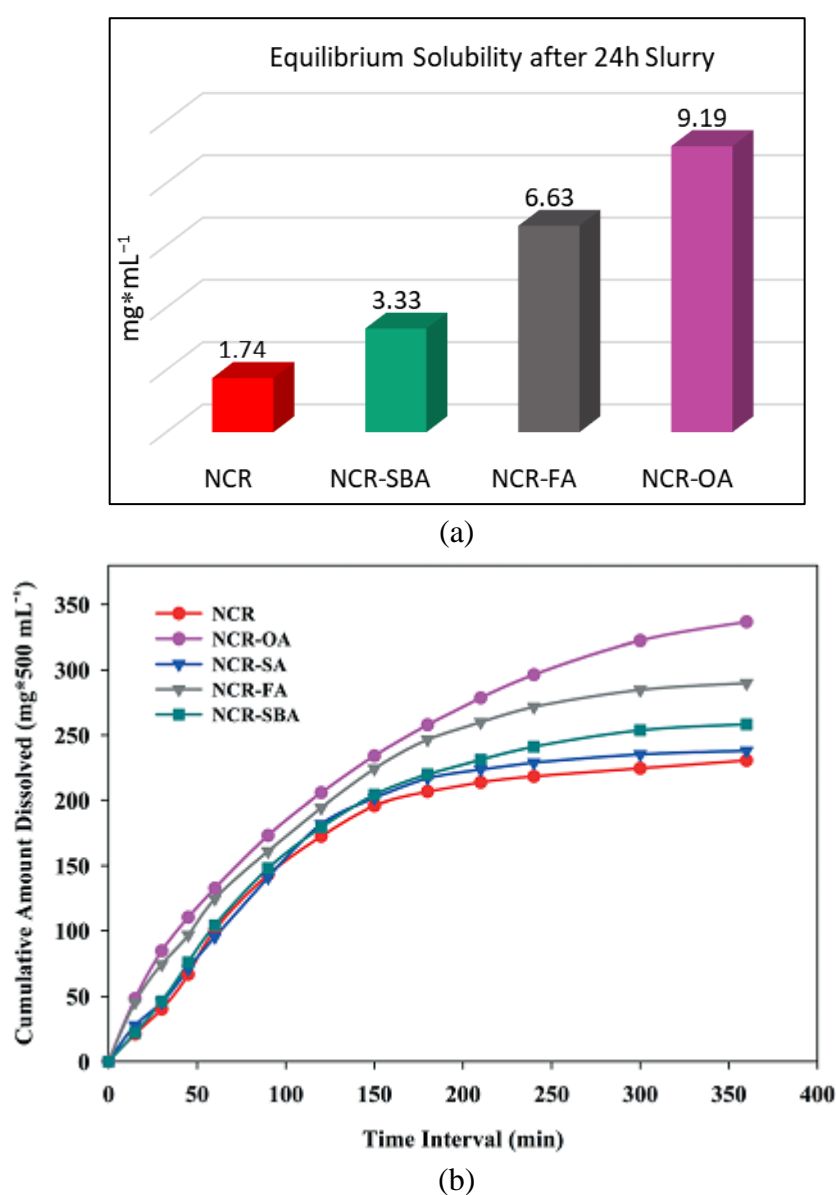 Equilibrium Solubility after 24h Slurry
mg*mL⁻¹
1.74
3.33
6.63
9.19
NCR
NCR-SBA
NCR-FA
NCR-OA
(a)
Cumulative Amount Dissolved (mg*500 mL⁻¹)
350
300
250
200
150
100
50
0
NCR
NCR-OA
NCR-SA
NCR-FA
NCR-SBA
0 50 100 150 200 250 300 350 400
Time Interval (min)
(b)